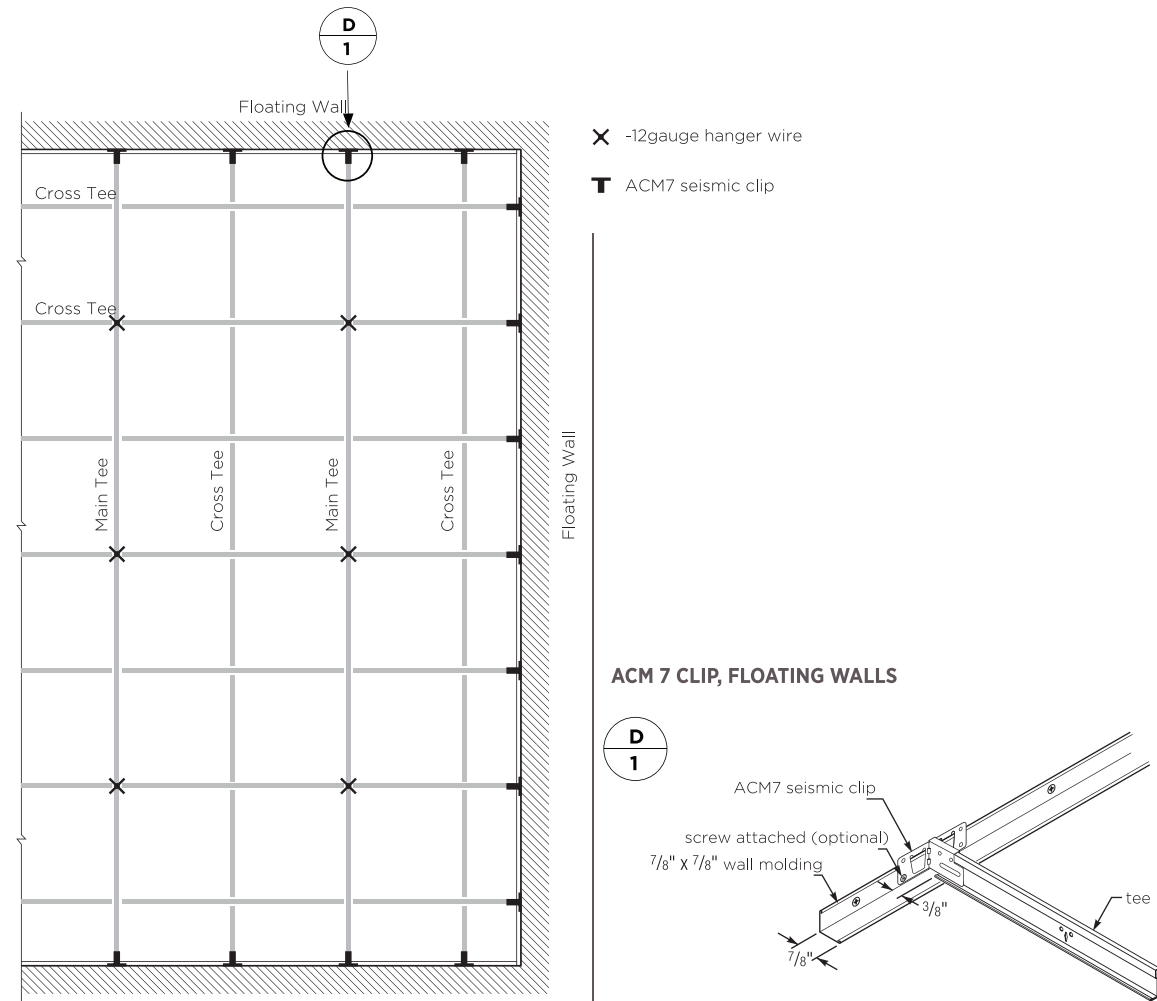 D
1
Floating Wall
-12gauge hanger wire
ACM7 seismic clip
Cross Tee
Cross Tee
Main Tee
Cross Tee
Main Tee
Cross Tee
Floating Wall
ACM 7 CLIP, FLOATING WALLS
D
1
ACM7 seismic clip
screw attached (optional)
7/8" X 7/8" wall molding
3/8"
tee
7/8"